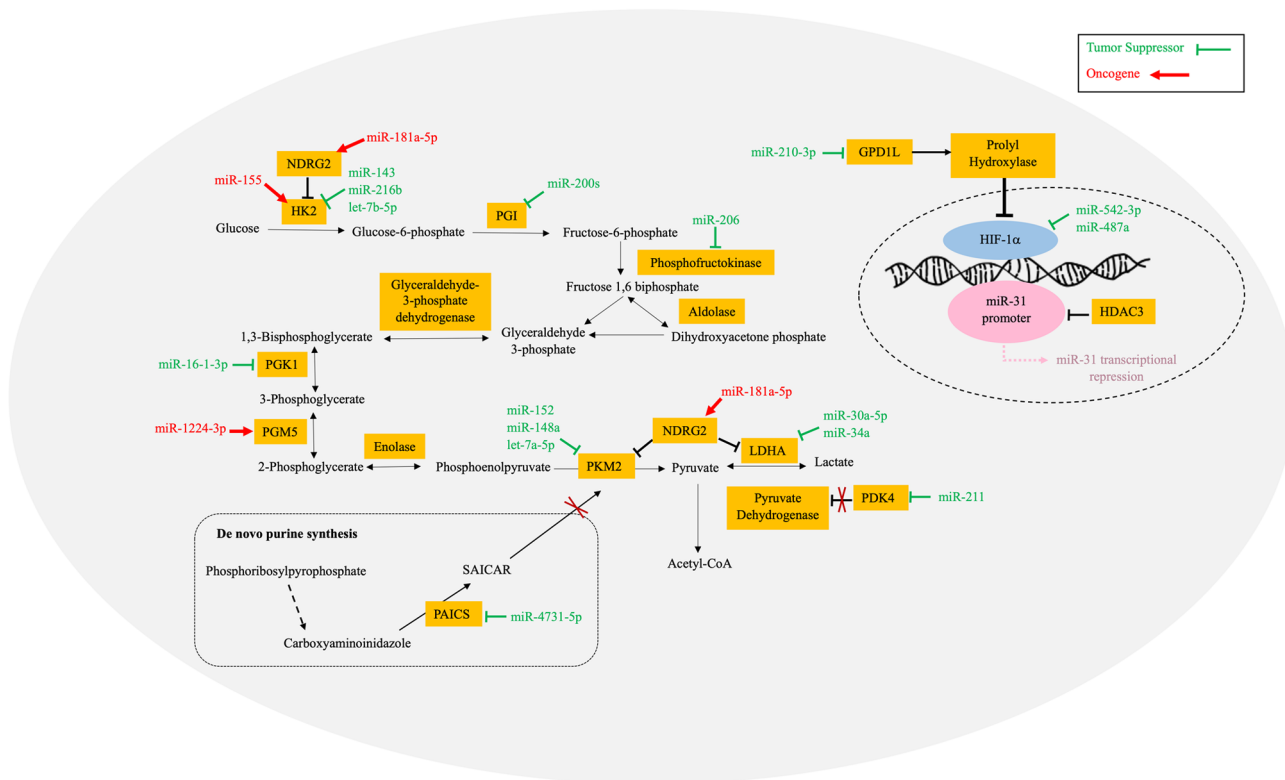 Tumor Suppressor
Oncogene
miR-181a-5p
NDRG2
miR-155
miR-143
miR-216b
let-7b-5p
HK2
Glucose
Glucose-6-phosphate
PGI
miR-200s
Fructose-6-phosphate
miR-206
Phosphofructokinase
Fructose 1,6 biphosphate
Aldolase
Glyceraldehyde-
3-phosphate
dehydrogenase
Glyceraldehyde
3-phosphate
Dihydroxyacetone phosphate
1,3-Bisphosphoglycerate
miR-16-1-3p
PGK1
3-Phosphoglycerate
miR-1224-3p
PGM5
2-Phosphoglycerate
Enolase
Phosphoenolpyruvate
miR-152
miR-148a
let-7a-5p
PKM2
miR-181a-5p
NDRG2
Pyruvate
LDHA
miR-30a-5p
miR-34a
Lactate
Pyruvate
Dehydrogenase
PDK4
miR-211
Acetyl-CoA
De novo purine synthesis
Phosphoribosylpyrophosphate
SAICAR
PAICS
miR-4731-5p
Carboxyaminoinidazole
miR-210-3p
GPD1L
Prolyl
Hydroxylase
miR-542-3p
miR-487a
HIF-1α
miR-31
promoter
HDAC3
miR-31 transcriptional
repression